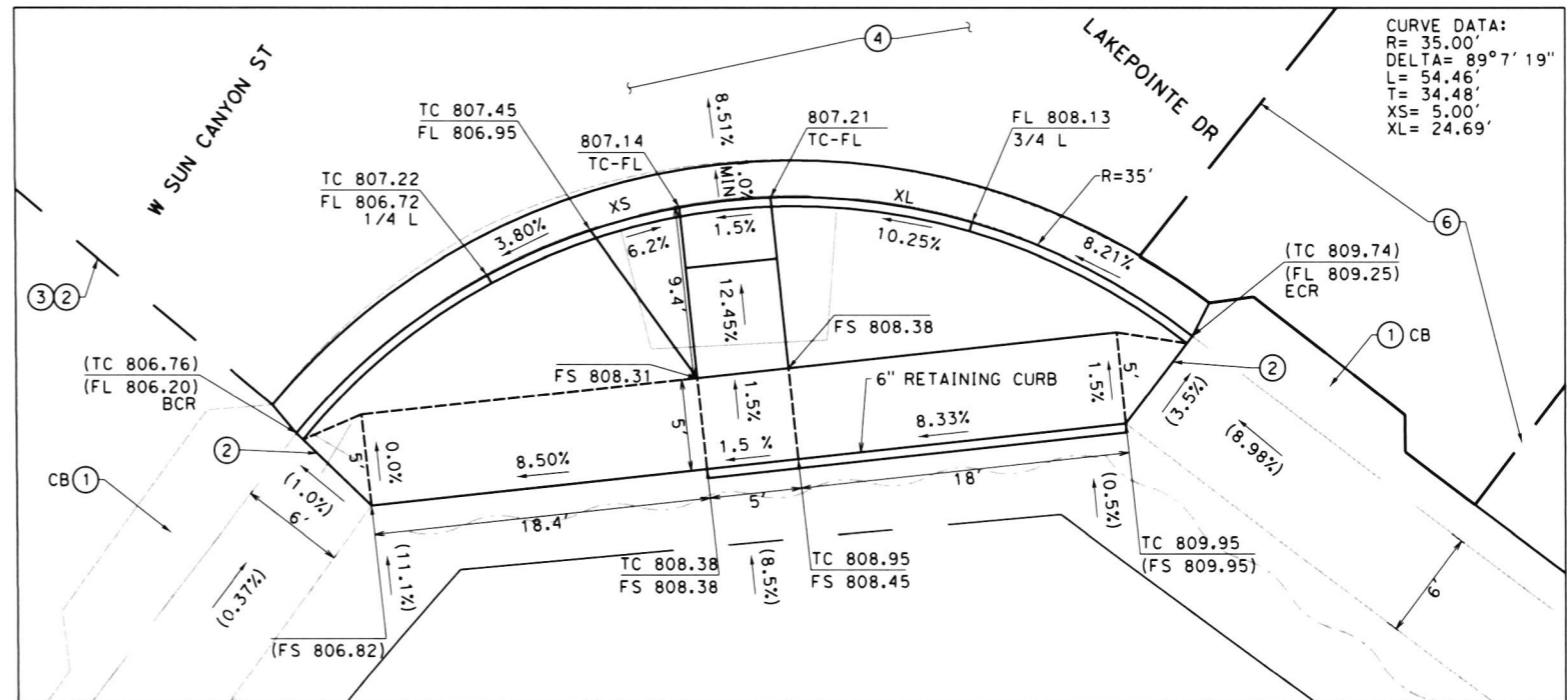 W SUN CANYON ST
4
LAKEPOINTE DR
CURVE DATA:
R= 35.00'
DELTA= 89°7' 19"
L= 54.46'
T= 34.48'
XS= 5.00'
XL= 24.69'
TC 807.45
FL 806.95
8.51%
807.14
TC-FL
807.21
TC-FL
FL 808.13
3/4 L
R=35'
TC 807.22
FL 806.72
1/4 L
XS
MIN
XL
3.80%
6.2%
1.5%
10.25%
8.21%
6
3
2
9.4'
12.45%
(TC 809.74)
(FL 809.25)
ECR
(TC 806.76)
(FL 806.20)
BCR
FS 808.31
FS 808.38
1 CB
2
5'
1.5%
6" RETAINING CURB
1.5%
5'
(3.5%)
2
5'
0.0%
8.50%
1.5 %
8.33%
(8.98%)
CB 1
(1.0%)
6'
18.4'
5'
18'
(0.5%)
(11.1%)
(0.37%)
TC 808.38
FS 808.38
(8.5%)
TC 808.95
FS 808.45
TC 809.95
(FS 809.95)
6'
(FS 806.82)